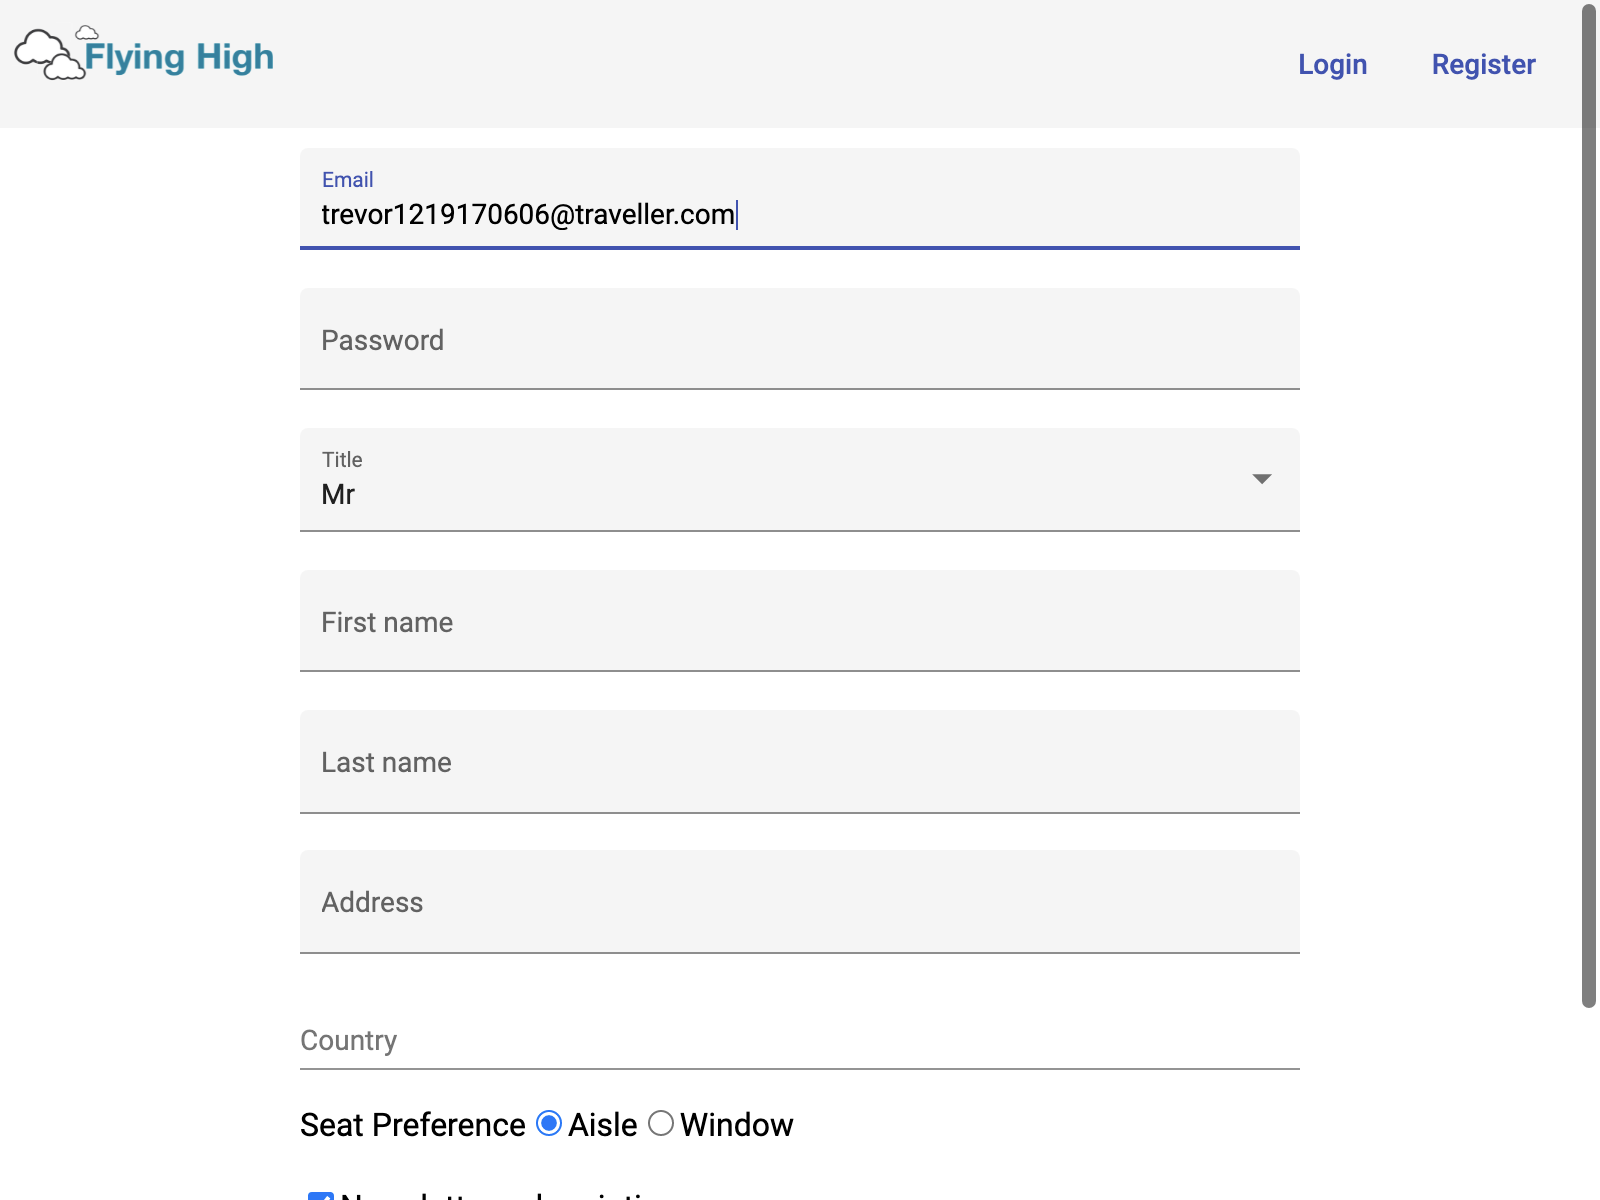 Flying High
Login
Register
Email
trevor1219170606@traveller.com
Password
Title
Mr
First name
Last name
Address
Country
Seat Preference Aisle Window